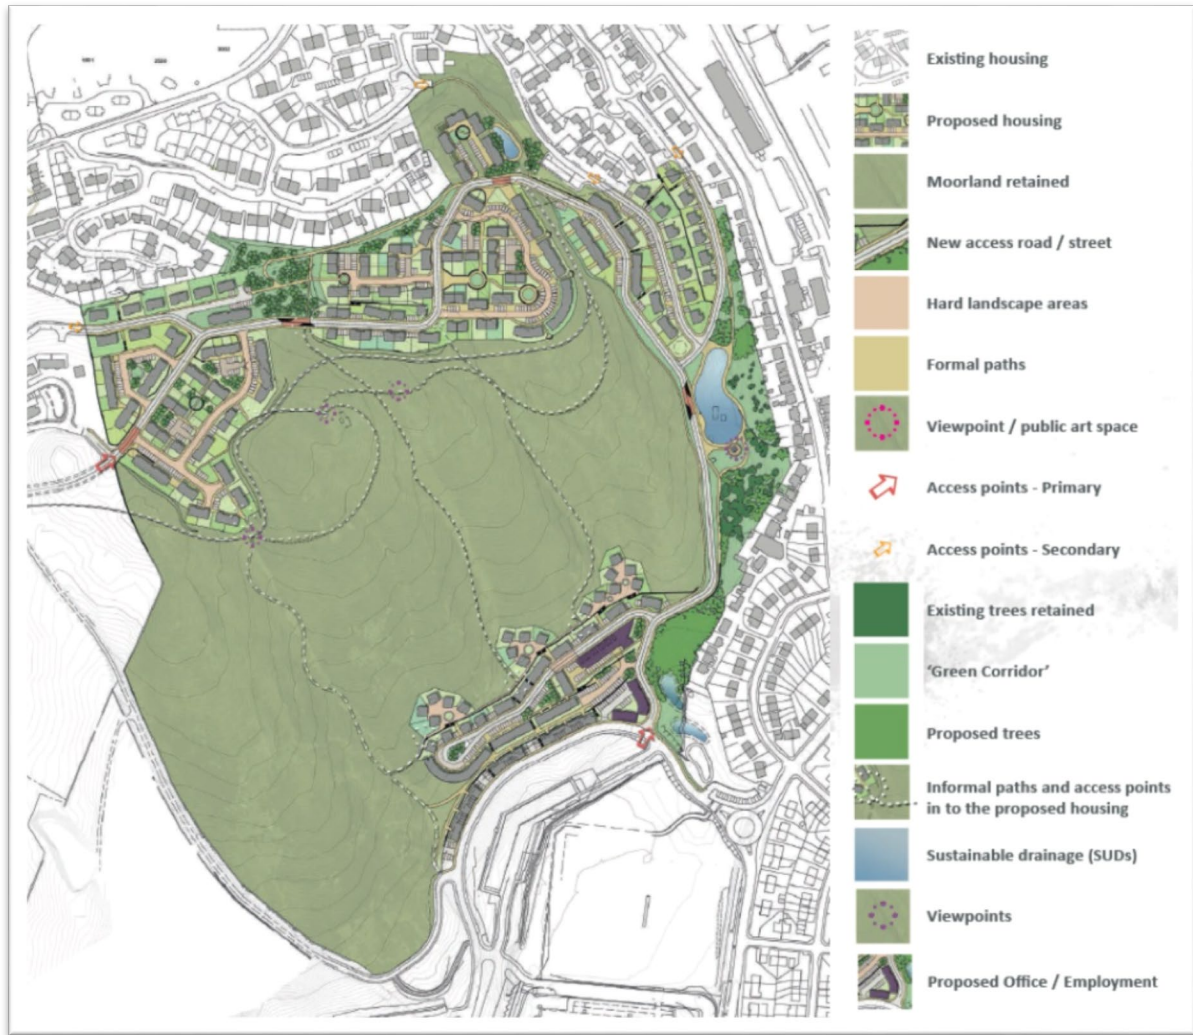 Existing housing
Proposed housing
Moorland retained
New access road / street
Hard landscape areas
Formal paths
Viewpoint / public art space
Access points - Primary
Access points - Secondary
Existing trees retained
‘Green Corridor’
Proposed trees
Informal paths and access points
in to the proposed housing
Sustainable drainage (SUDs)
Viewpoints
Proposed Office / Employment